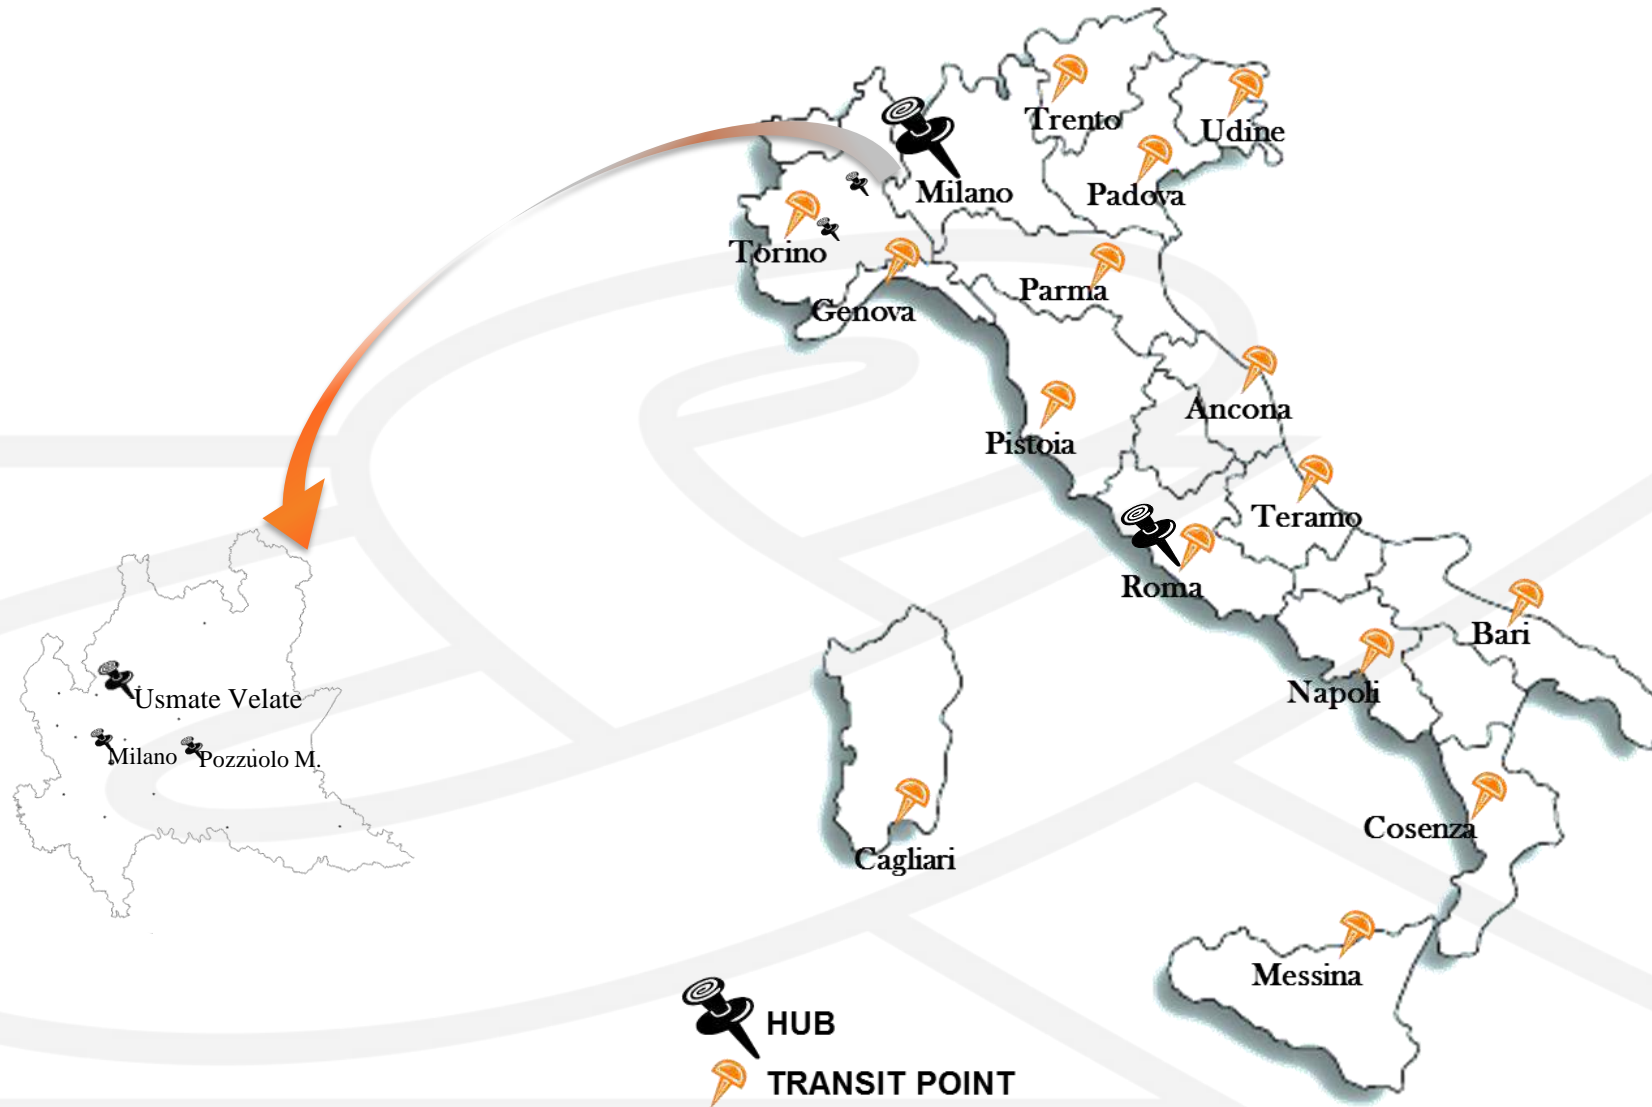 Trento
Udine
Milano
Padova
Torino
Parma
Genova
Ancona
Pistoia
Teramo
Roma
Bari
Napoli
Usmate Velate
Milano
Pozzuolo M.
Cosenza
Cagliari
Messina
HUB
TRANSIT POINT